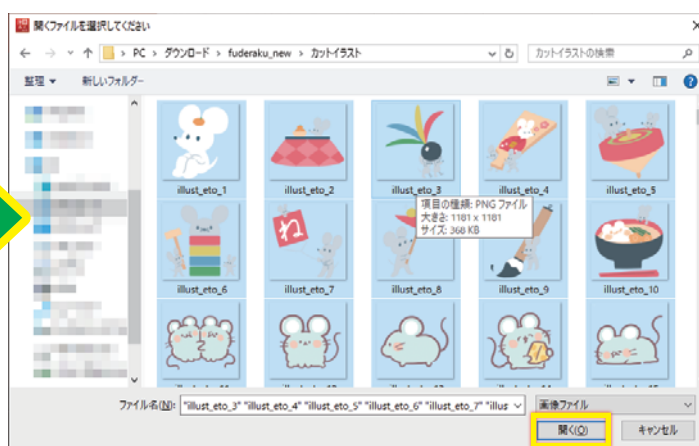 開くファイルを選択してください
PC > ダウンロード > fuderaku_new > カットイラスト
カットイラストの検索
整理 新しいフォルダー
illust_eto_1 illust_eto_2 illust_eto_3 illust_eto_4 illust_eto_5
項目の種類: PNG ファイル
大きさ: 1181 x 1181
サイズ: 368 KB
ね
illust_eto_6 illust_eto_7 illust_eto_8 illust_eto_9 illust_eto_10
ファイル名(N): "illust_eto_3" "illust_eto_4" "illust_eto_5" "illust_eto_6" "illust_eto_7" "illus 画像ファイル
開く(O) キャンセル